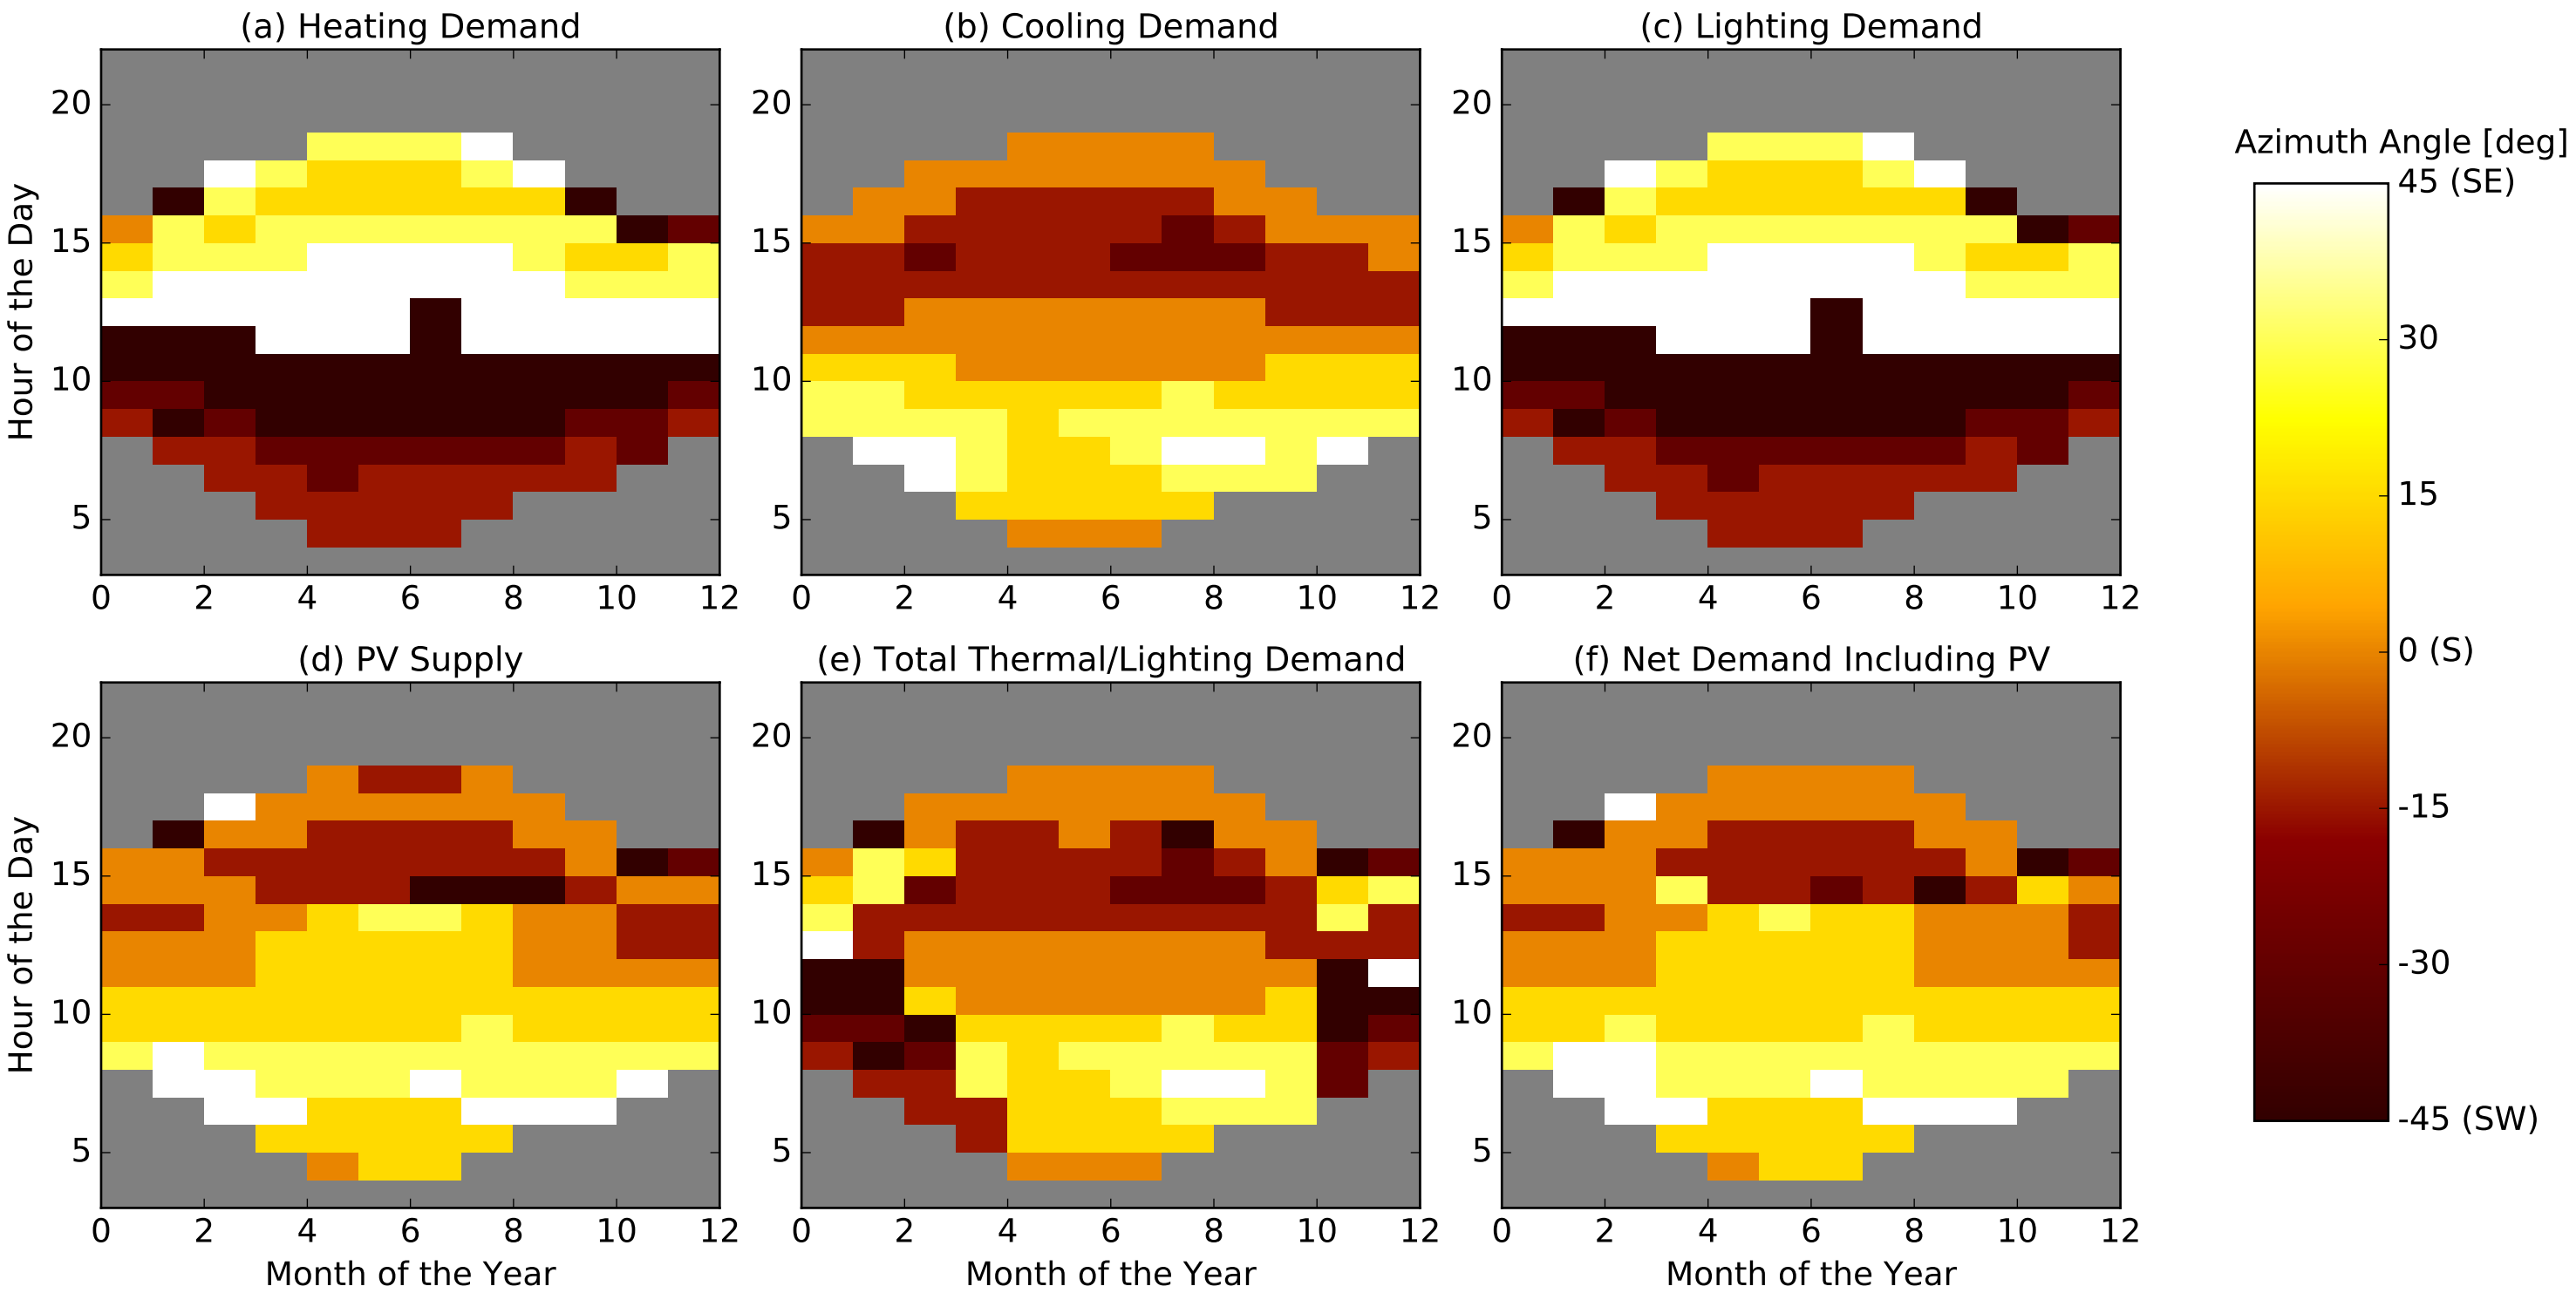 (a) Heating Demand
(b) Cooling Demand
(c) Lighting Demand
Hour of the Day
20
15
10
5
0 2 4 6 8 10 12
20
15
10
5
0 2 4 6 8 10 12
20
15
10
5
0 2 4 6 8 10 12
(d) PV Supply
(e) Total Thermal/Lighting Demand
(f) Net Demand Including PV
Hour of the Day
20
15
10
5
0 2 4 6 8 10 12
Month of the Year
20
15
10
5
0 2 4 6 8 10 12
Month of the Year
20
15
10
5
0 2 4 6 8 10 12
Month of the Year
Azimuth Angle [deg]
45 (SE)
30
15
0 (S)
-15
-30
-45 (SW)